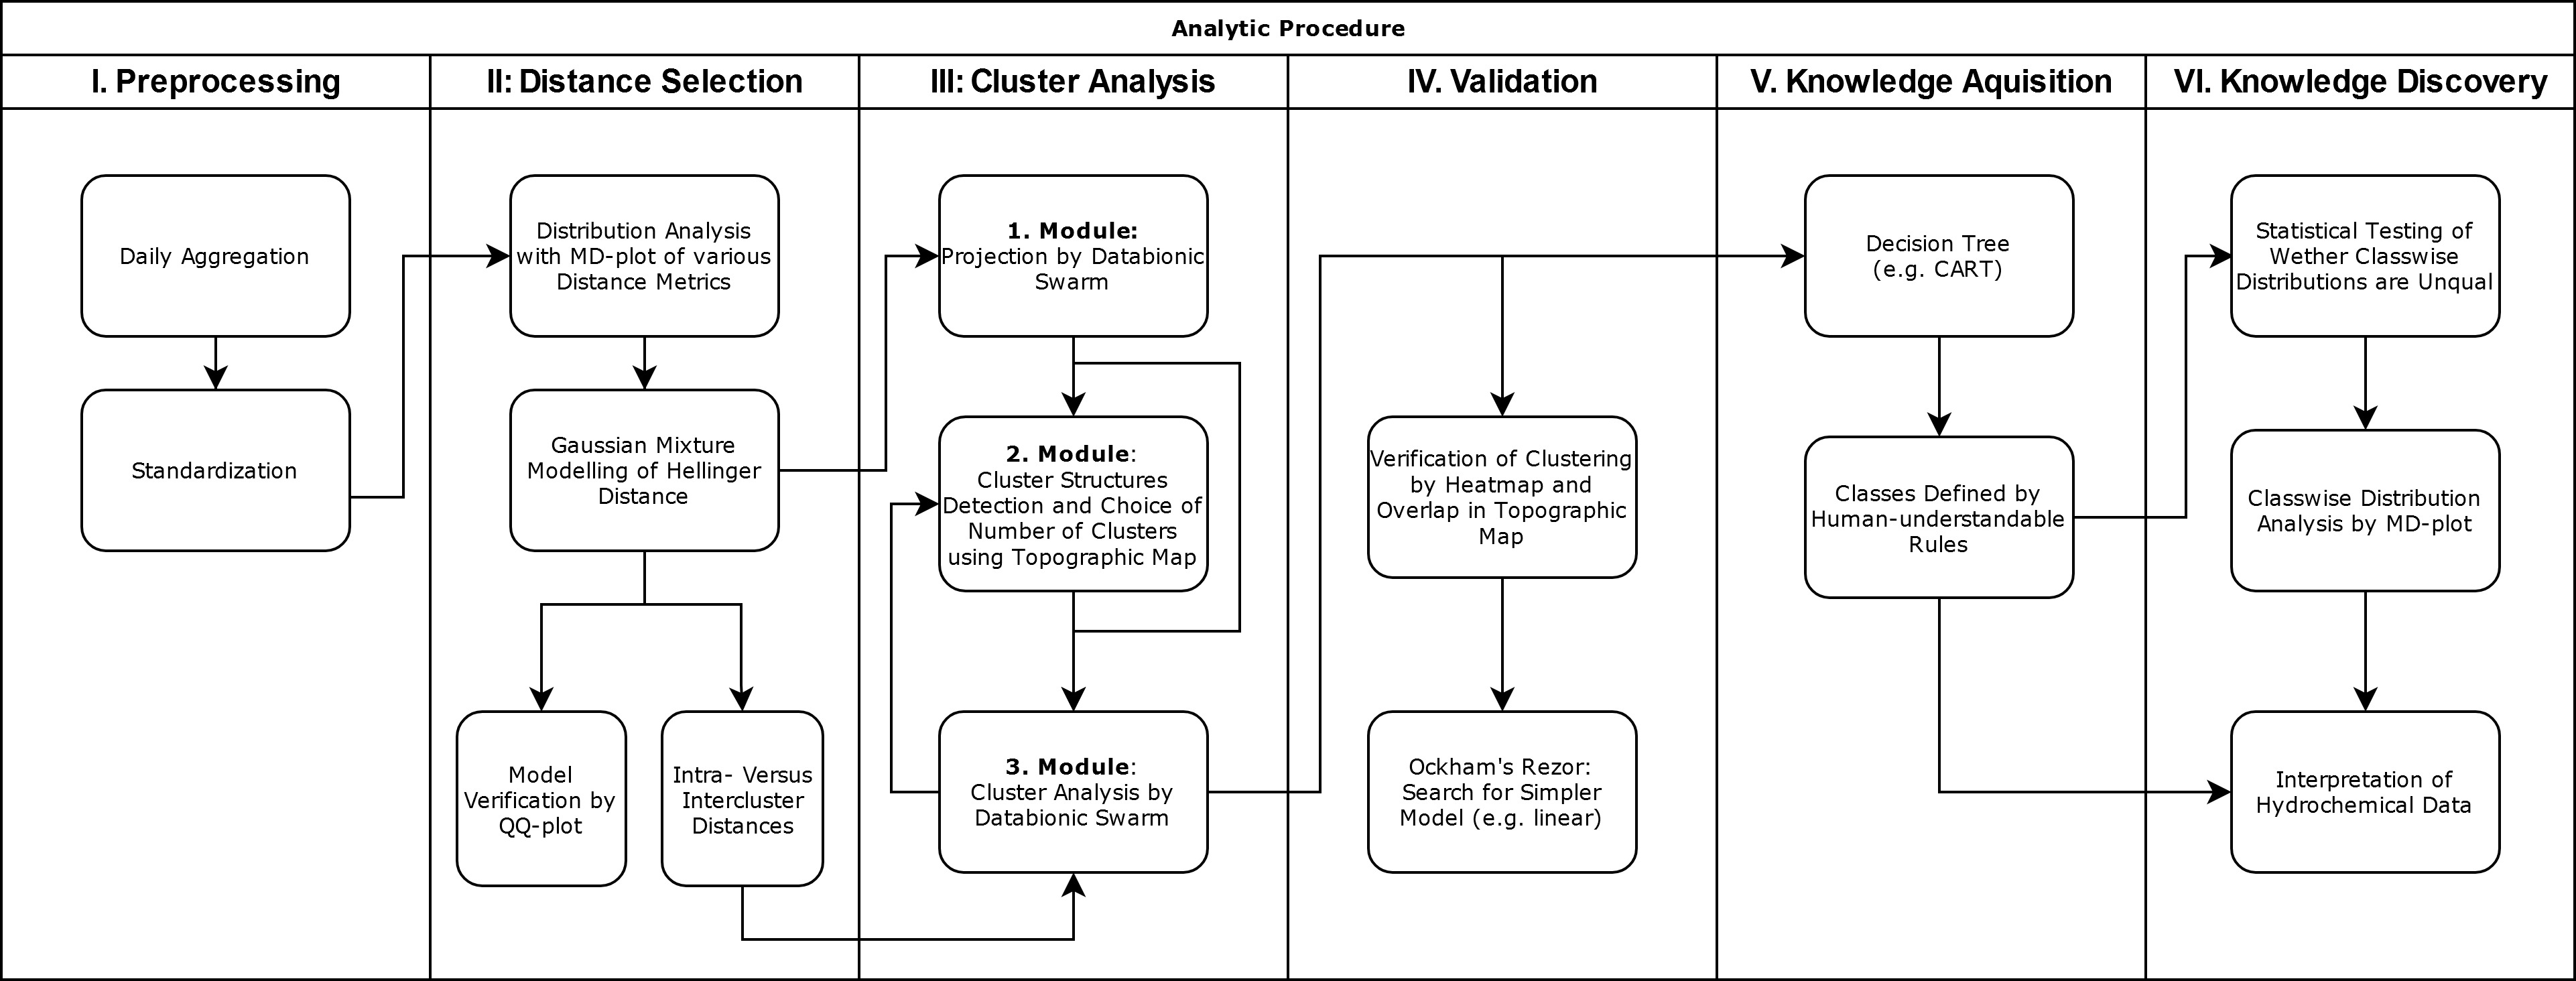 Analytic Procedure
I. Preprocessing
II: Distance Selection
III: Cluster Analysis
IV. Validation
V. Knowledge Aquisition
VI. Knowledge Discovery
Daily Aggregation
Standardization
Distribution Analysis
with MD-plot of various
Distance Metrics
Gaussian Mixture
Modelling of Hellinger
Distance
Model
Verification by
QQ-plot
Intra- Versus
Intercluster
Distances
1. Module:
Projection by Databionic
Swarm
2. Module:
Cluster Structures
Detection and Choice of
Number of Clusters
using Topographic Map
3. Module:
Cluster Analysis by
Databionic Swarm
Verification of Clustering
by Heatmap and
Overlap in Topographic
Map
Ockham's Rezor:
Search for Simpler
Model (e.g. linear)
Decision Tree
(e.g. CART)
Classes Defined by
Human-understandable
Rules
Statistical Testing of
Wether Classwise
Distributions are Unqual
Classwise Distribution
Analysis by MD-plot
Interpretation of
Hydrochemical Data